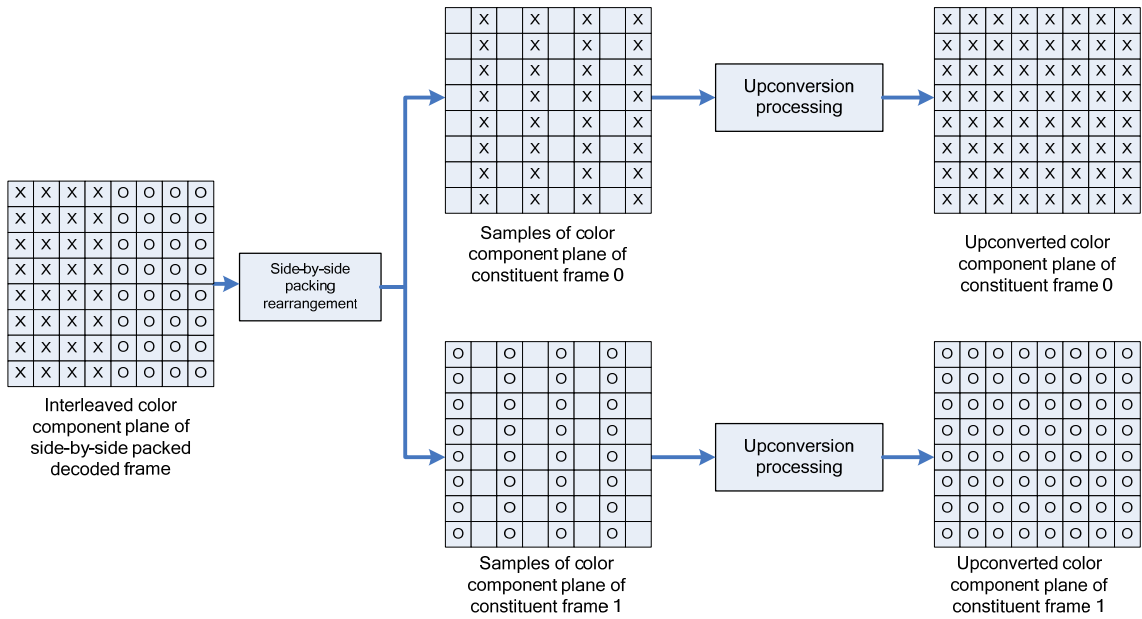 X X X X O O O O
X X X X O O O O
X X X X O O O O
X X X X O O O O
X X X X O O O O
X X X X O O O O
X X X X O O O O
X X X X O O O O
Interleaved color
component plane of
side-by-side packed
decoded frame
Side-by-side
packing
rearrangement
X X X X
X X X X
X X X X
X X X X
X X X X
X X X X
X X X X
X X X X
Samples of color
component plane of
constituent frame 0
Upconversion
processing
X X X X X X X X
X X X X X X X X
X X X X X X X X
X X X X X X X X
X X X X X X X X
X X X X X X X X
X X X X X X X X
X X X X X X X X
Upconverted color
component plane of
constituent frame 0
O O O O
O O O O
O O O O
O O O O
O O O O
O O O O
O O O O
O O O O
Samples of color
component plane of
constituent frame 1
Upconversion
processing
O O O O O O O O
O O O O O O O O
O O O O O O O O
O O O O O O O O
O O O O O O O O
O O O O O O O O
O O O O O O O O
O O O O O O O O
Upconverted color
component plane of
constituent frame 1